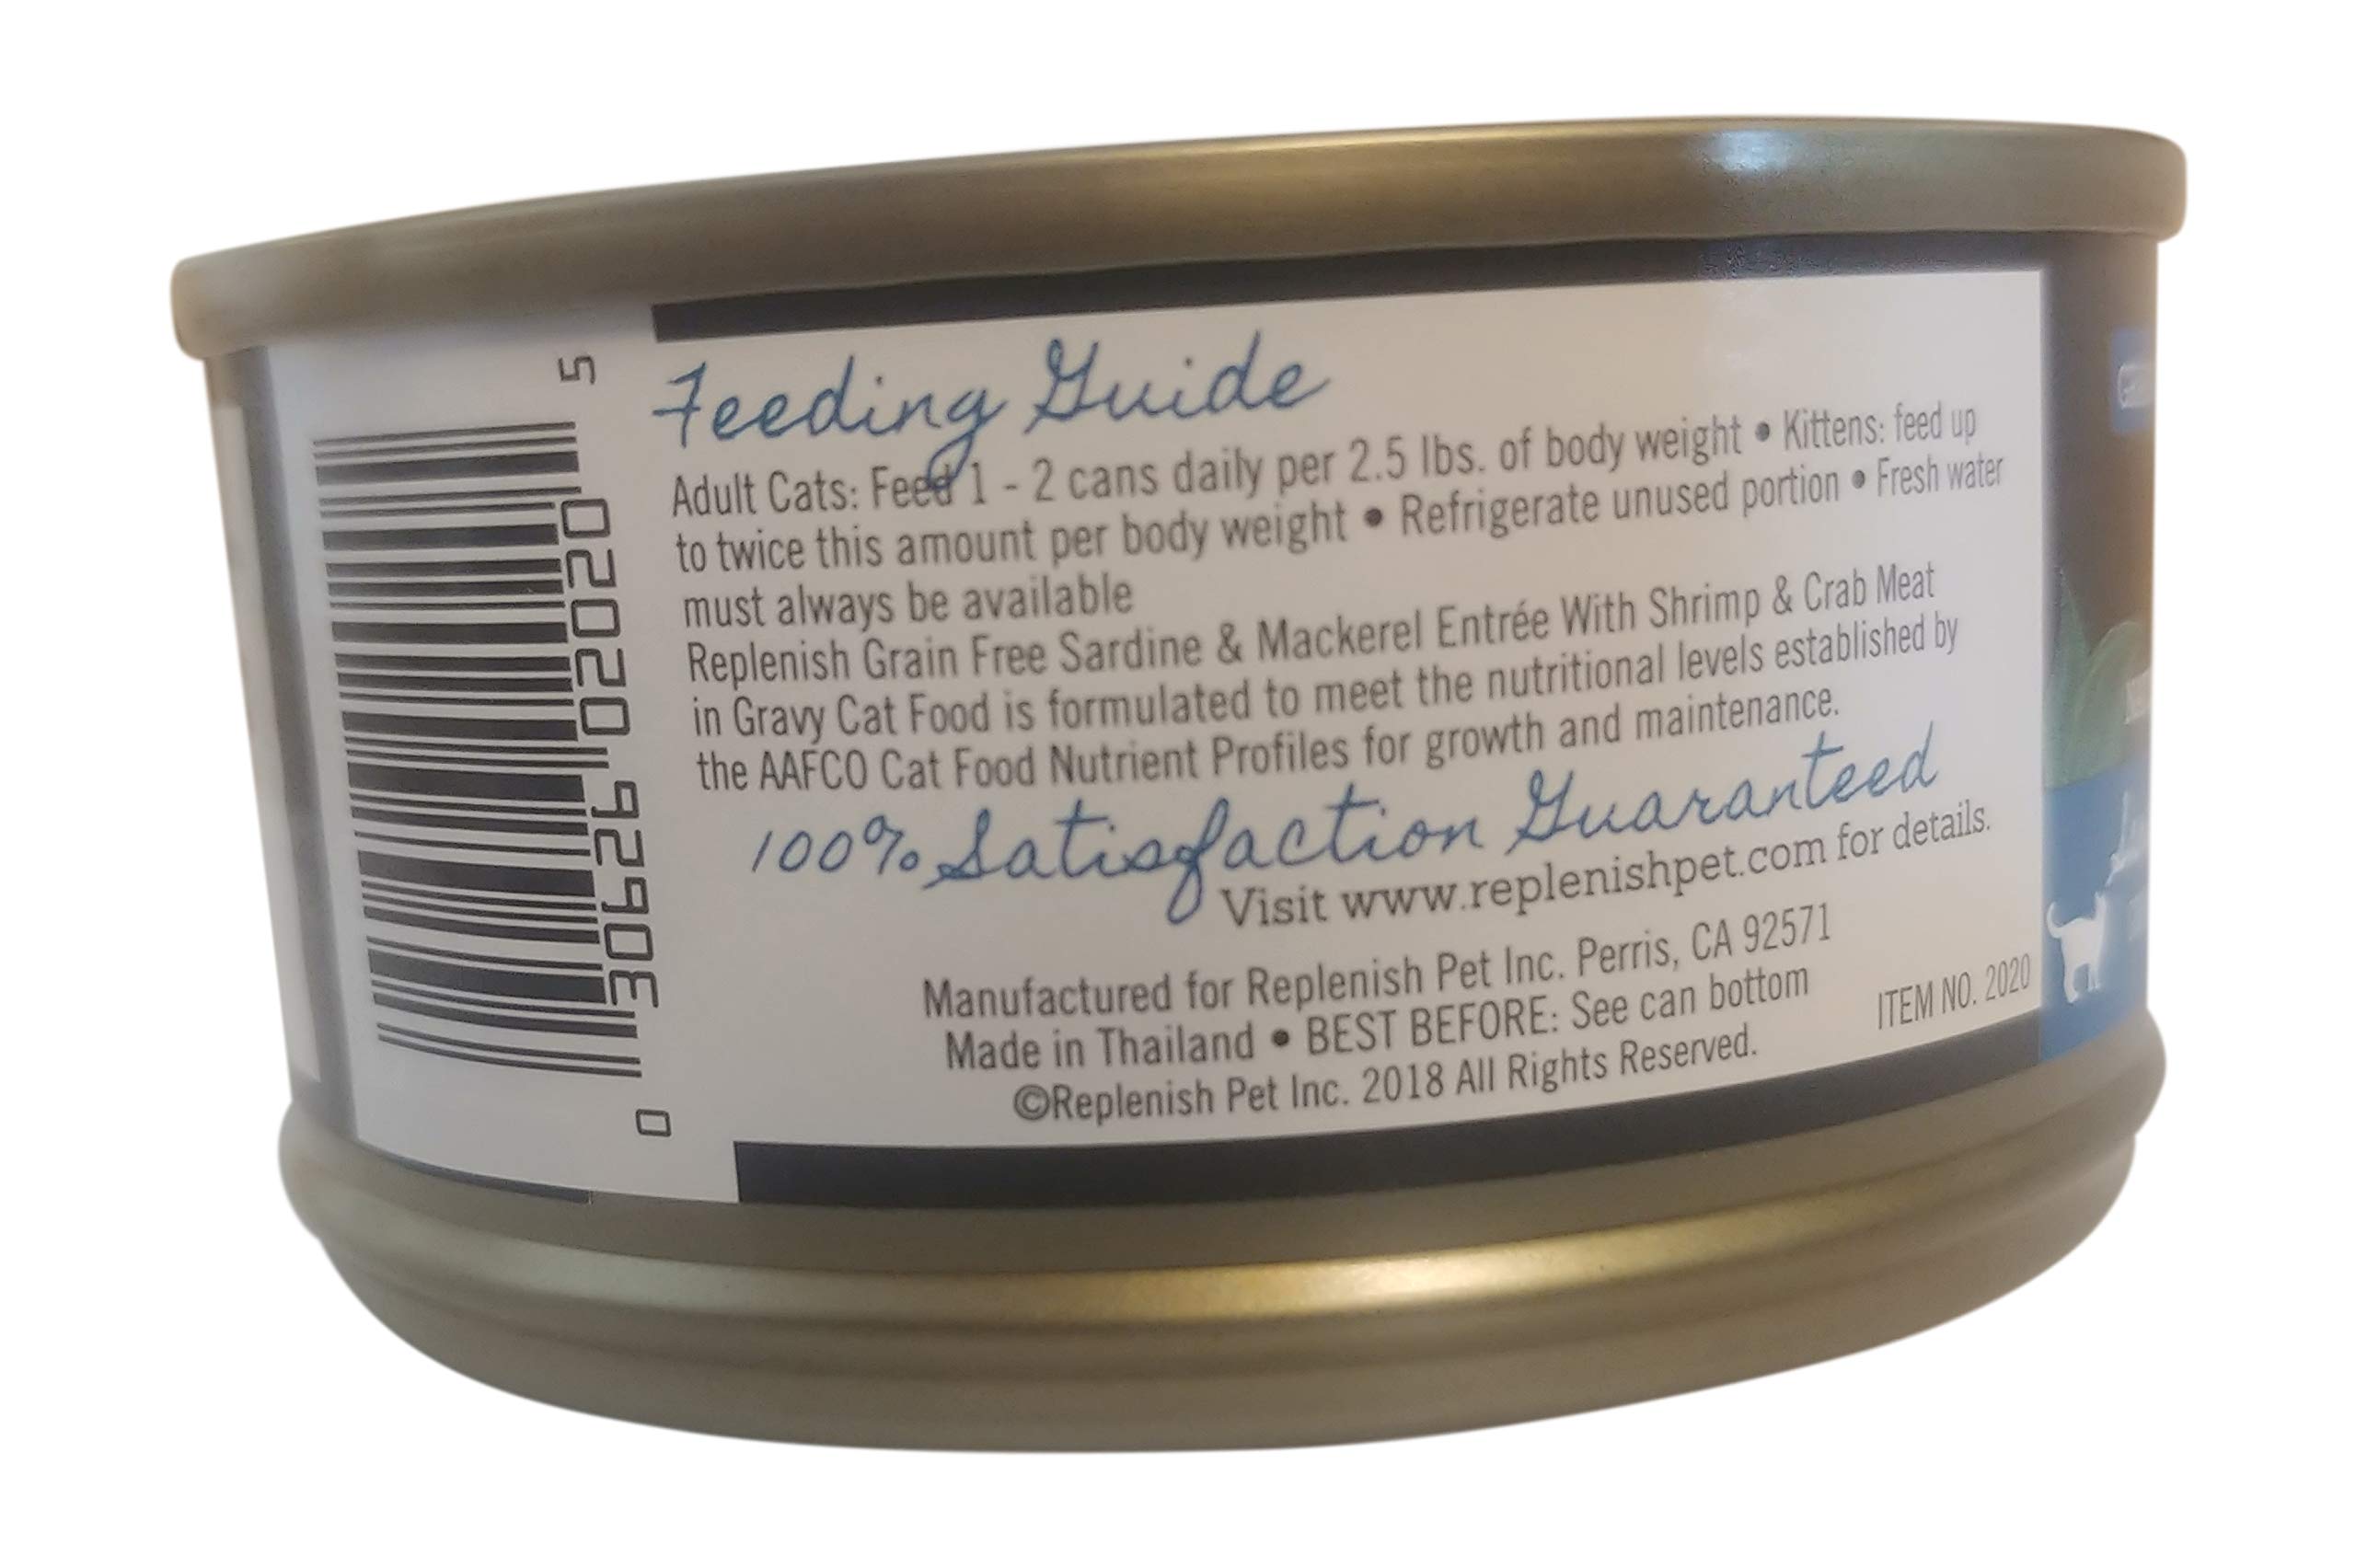 Feeding Guide
Adult Cats: Feed 1 - 2 cans daily per 2.5 lbs. of body weight • Kittens: feed up
to twice this amount per body weight • Refrigerate unused portion • Fresh water
must always be available
Replenish Grain Free Sardine & Mackerel Entrée With Shrimp & Crab Meat
in Gravy Cat Food is formulated to meet the nutritional levels established by
the AAFCO Cat Food Nutrient Profiles for growth and maintenance.
100% Satisfaction Guaranteed
Visit www.replenishpet.com for details.
Manufactured for Replenish Pet Inc. Perris, CA 92571
Made in Thailand • BEST BEFORE: See can bottom
©Replenish Pet Inc. 2018 All Rights Reserved.
ITEM NO. 2020
0 30926 02020 5